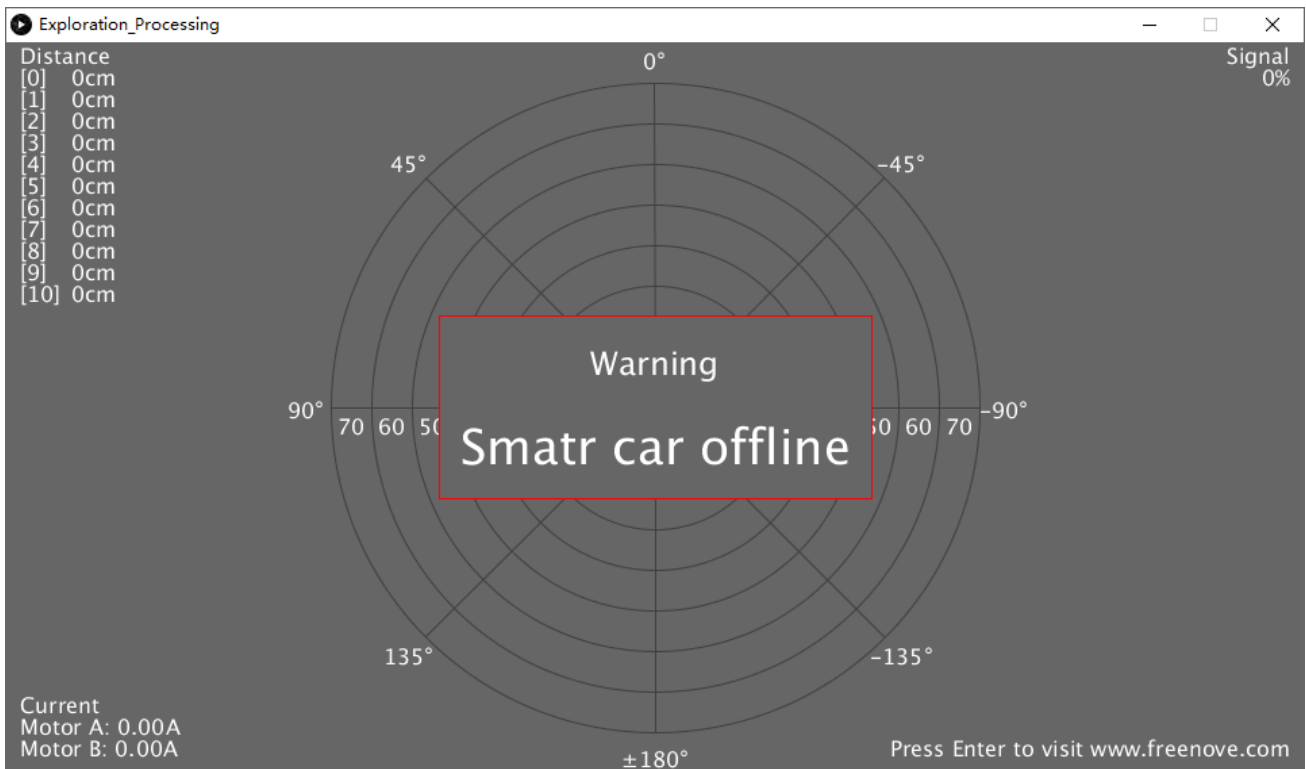 Exploration_Processing
Distance
[0] 0cm
[1] 0cm
[2] 0cm
[3] 0cm
[4] 0cm
[5] 0cm
[6] 0cm
[7] 0cm
[8] 0cm
[9] 0cm
[10] 0cm
Signal
0%
0°
45°
-45°
Warning
Smatr car offline
90°
70 60 50
60 70
-90°
135°
-135°
±180°
Current
Motor A: 0.00A
Motor B: 0.00A
Press Enter to visit www.freenove.com